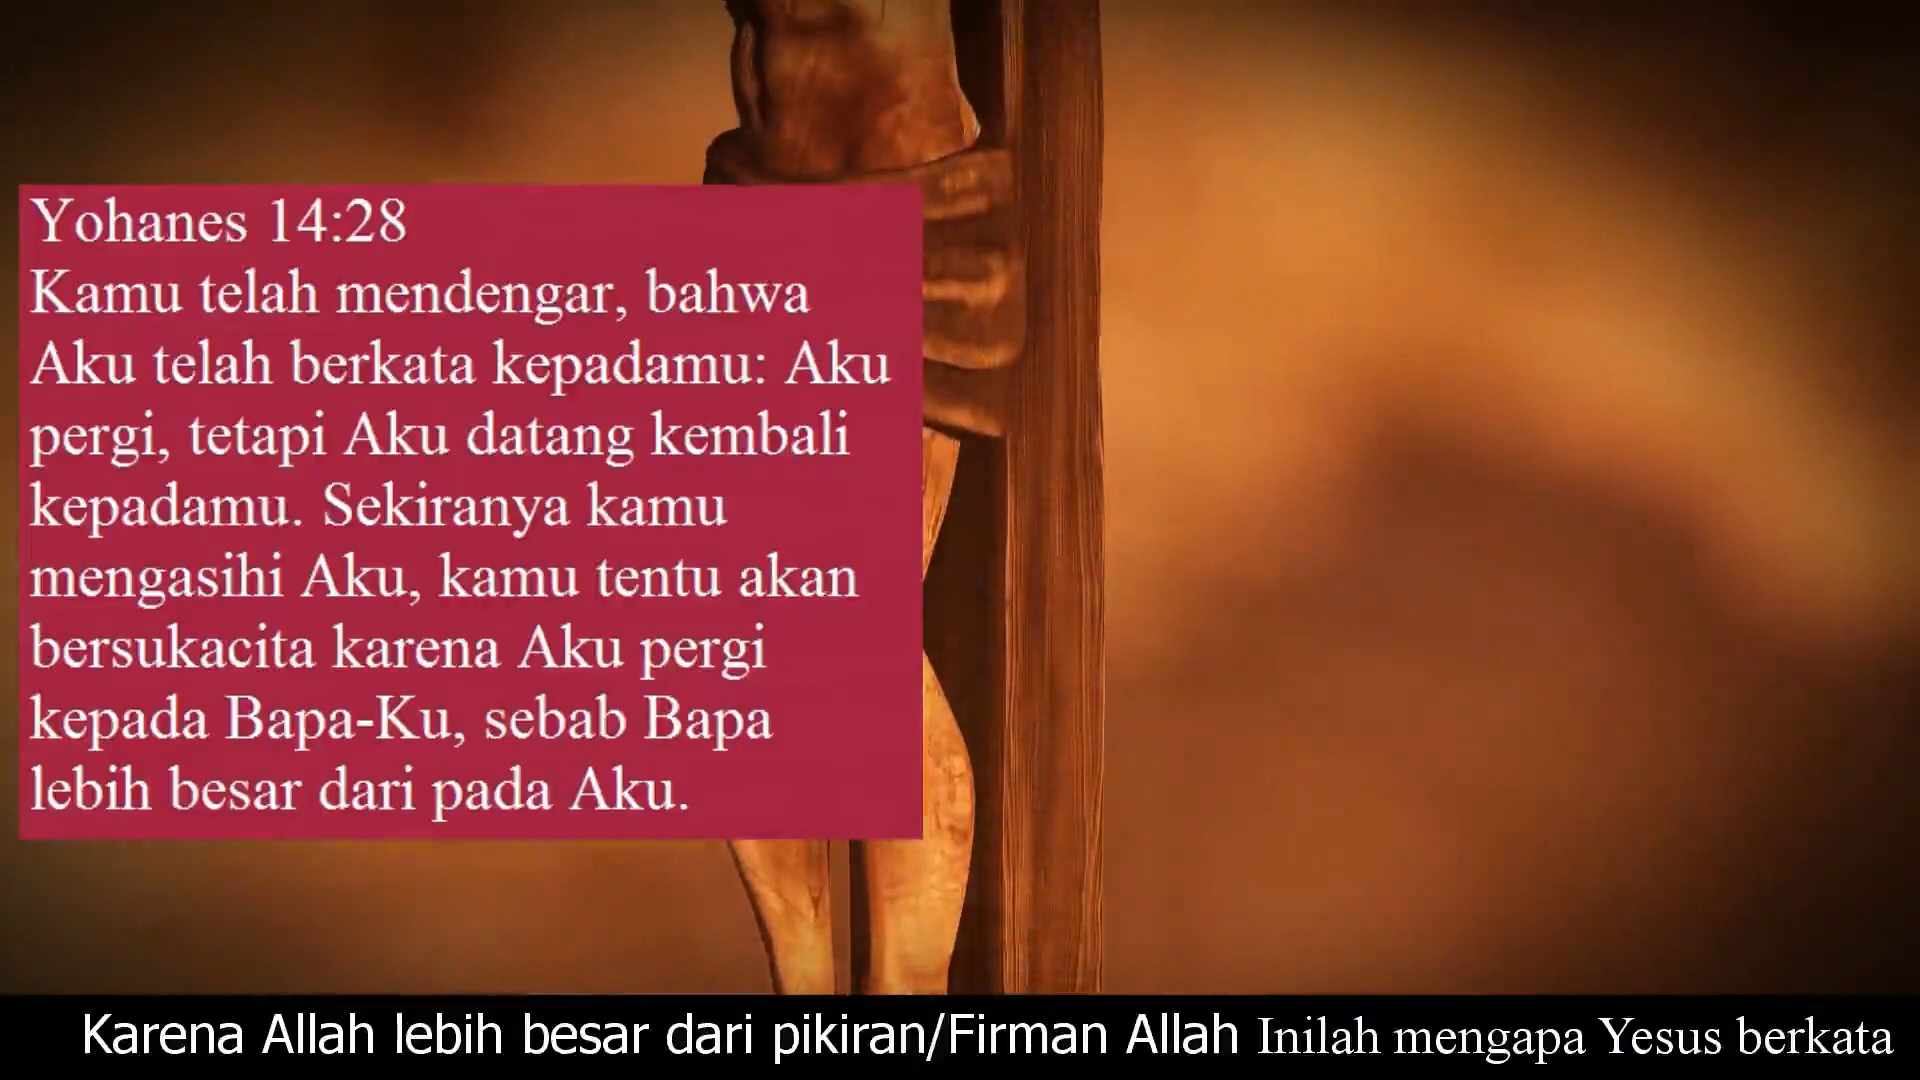 Yohanes 14:28
Kamu telah mendengar, bahwa
Aku telah berkata kepadamu: Aku
pergi, tetapi Aku datang kembali
kepadamu. Sekiranya kamu
mengasihi Aku, kamu tentu akan
bersukacita karena Aku pergi
kepada Bapa-Ku, sebab Bapa
lebih besar dari pada Aku.
Karena Allah lebih besar dari pikiran/Firman Allah Inilah mengapa Yesus berkata